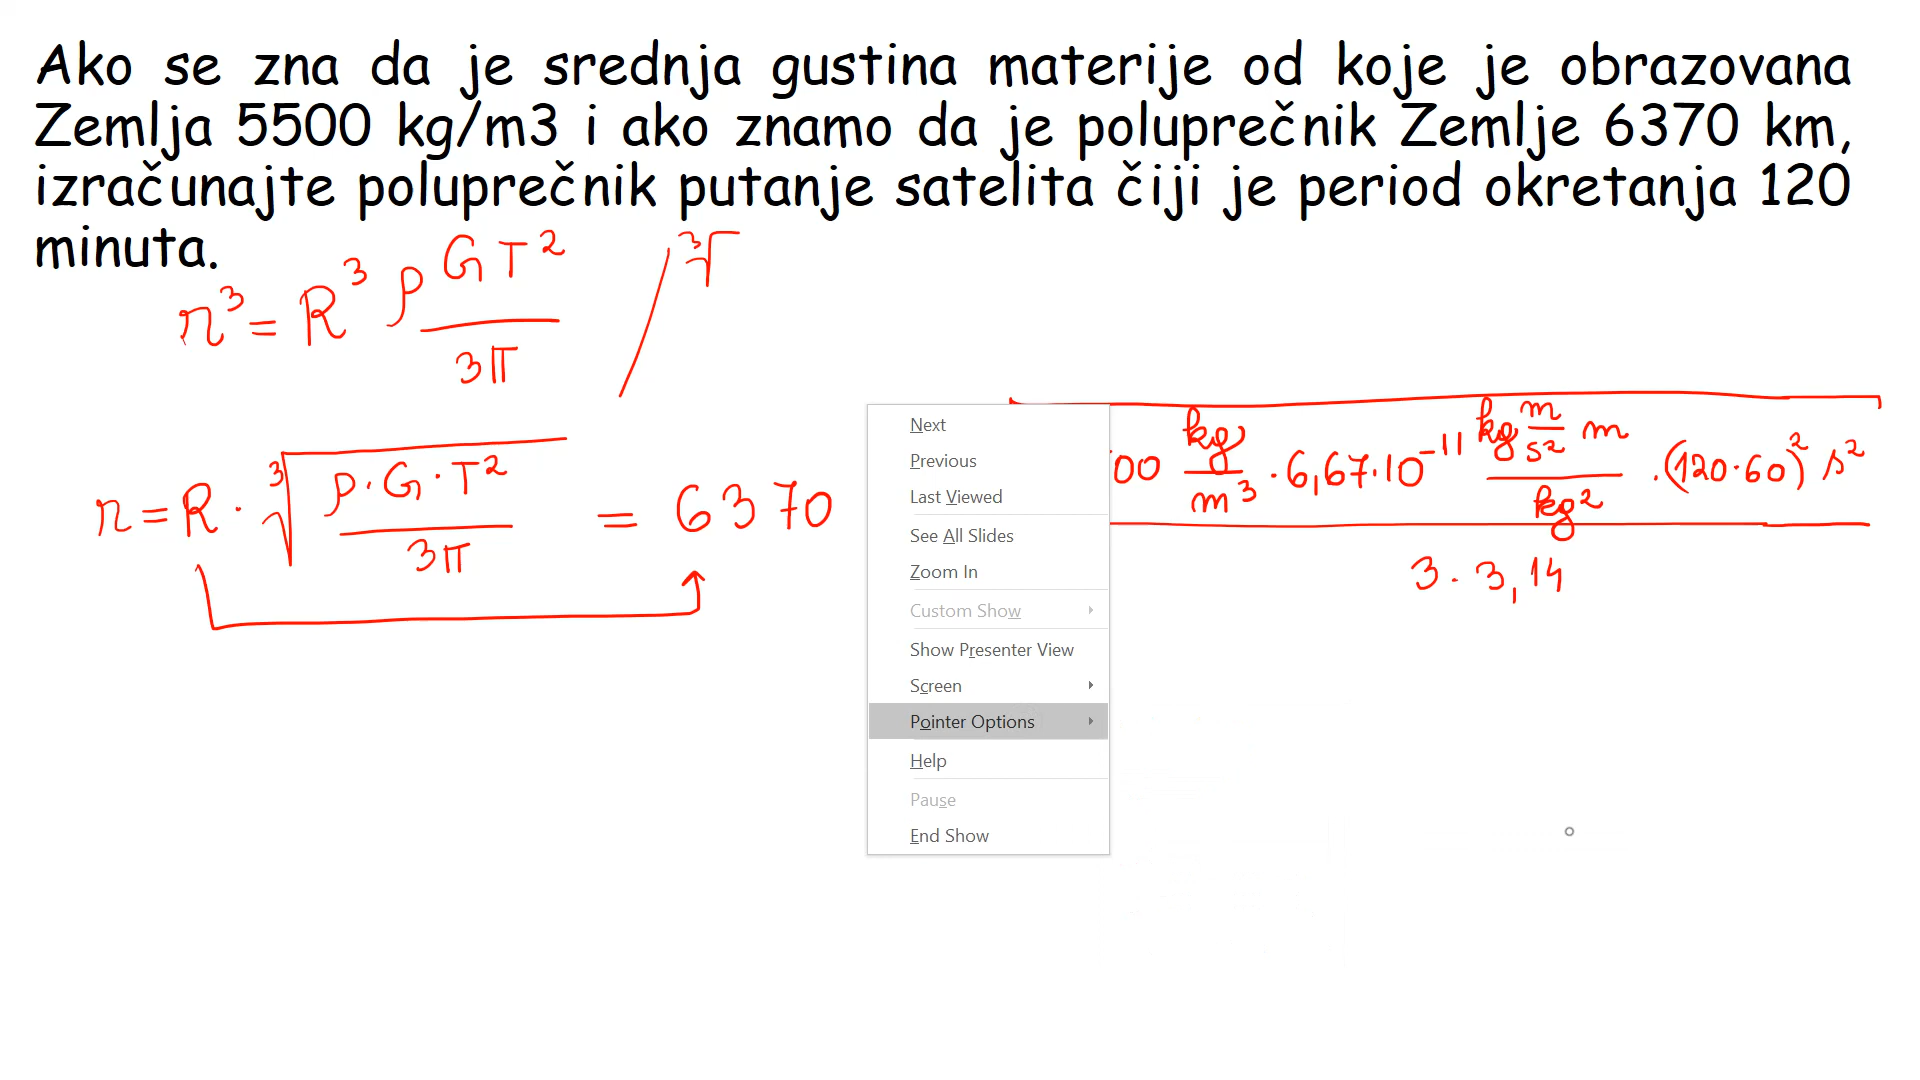 Ako se zna da je srednja gustina materije od koje je obrazovana
Zemlja 5500 kg/m3 i ako znamo da je poluprečnik Zemlje 6370 km,
izračunajte poluprečnik putanje satelita čiji je period okretanja 120
minuta.
r³ = R³ ρ GT² / 3π /∛
r = R · ∛(ρ·G·T² / 3π) = 6370
00 kg/m³ · 6,67·10⁻¹¹ kg m/s² m / kg² · (120·60)² s²
3 · 3,14
Next
Previous
Last Viewed
See All Slides
Zoom In
Custom Show
Show Presenter View
Screen
Pointer Options
Help
Pause
End Show